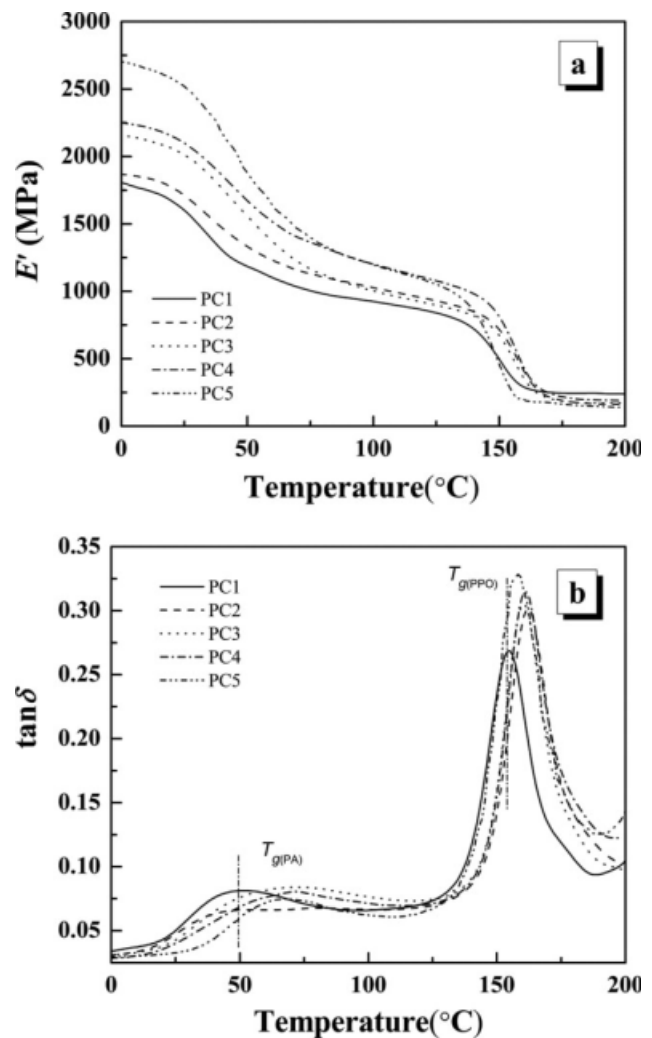 a
3000
2500
2000
1500
1000
500
0
E' (MPa)
PC1
PC2
PC3
PC4
PC5
0 50 100 150 200
Temperature(°C)
b
0.35
0.30
0.25
0.20
0.15
0.10
0.05
tanδ
PC1
PC2
PC3
PC4
PC5
Tg(PPO)
Tg(PA)
0 50 100 150 200
Temperature(°C)